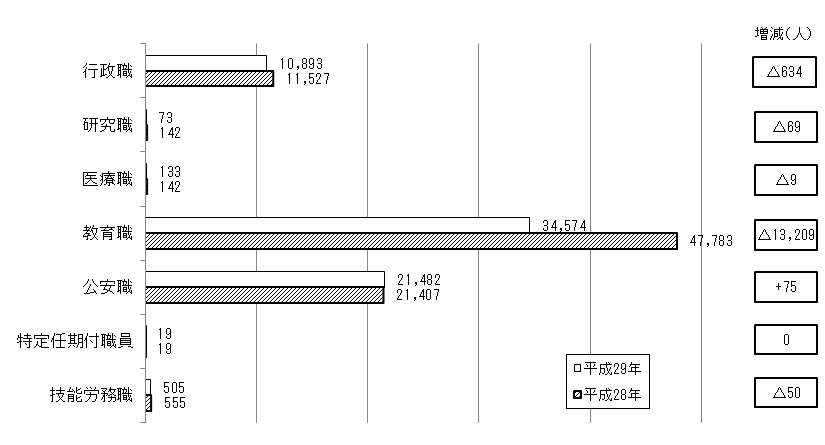 増減(人)
行政職
10,893
11,527
△634
研究職
73
142
△69
医療職
133
142
△9
教育職
34,574
47,783
△13,209
公安職
21,482
21,407
+75
特定任期付職員
19
19
0
技能労務職
505
555
△50
平成29年
平成28年